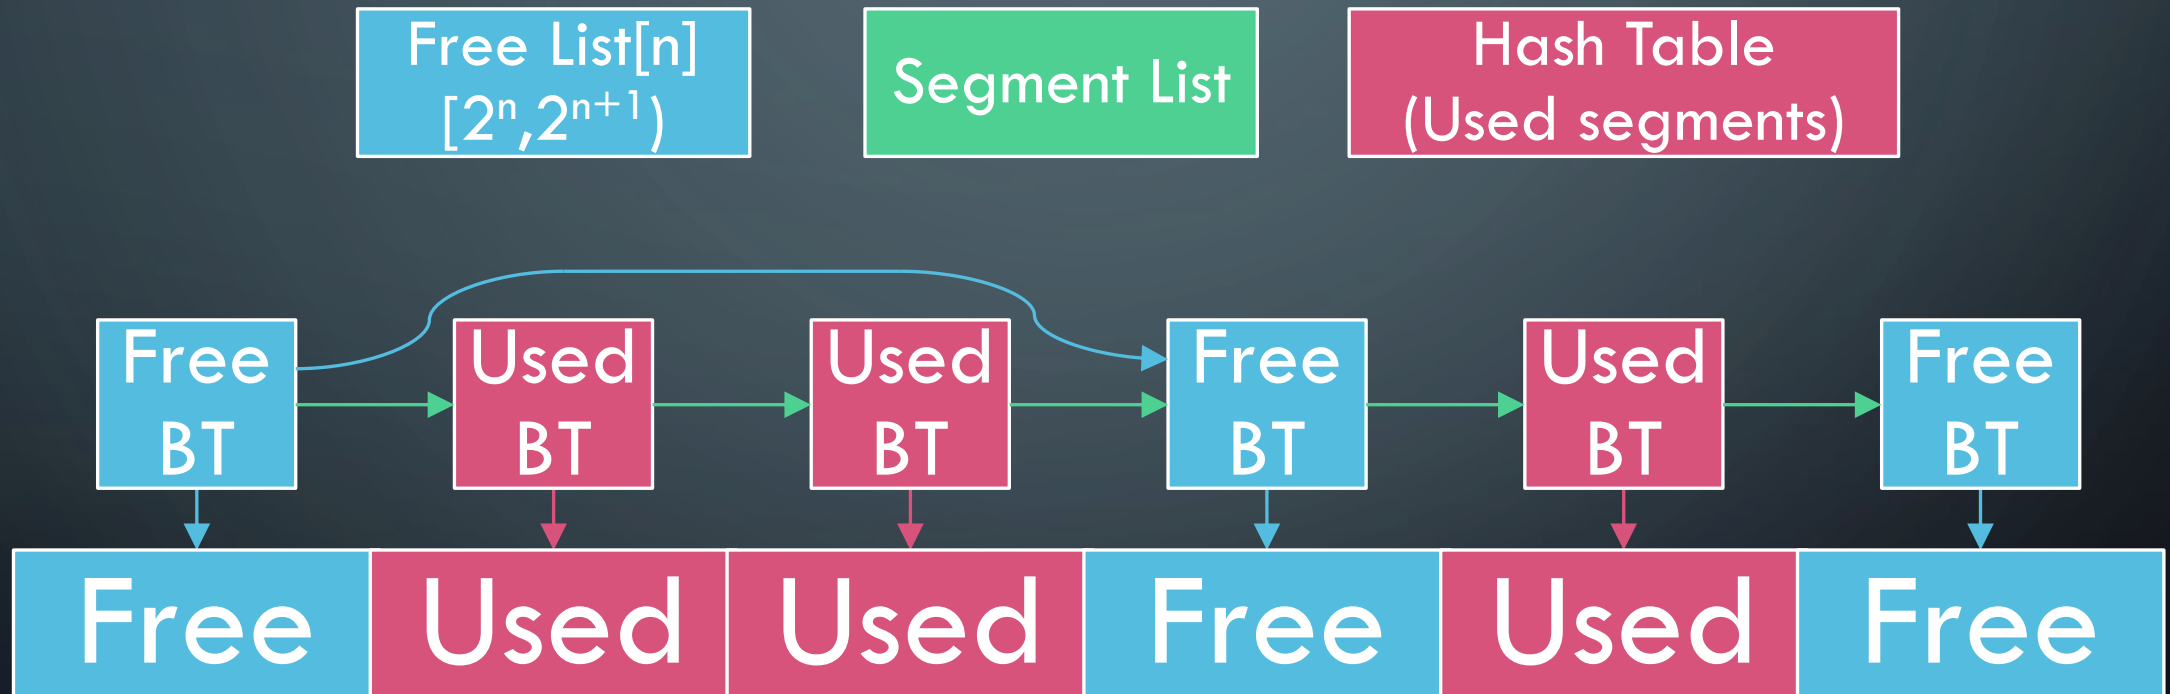 Free List[n]
[2ⁿ,2ⁿ⁺¹)
Segment List
Hash Table
(Used segments)
Free
BT
Used
BT
Used
BT
Free
BT
Used
BT
Free
BT
Free
Used
Used
Free
Used
Free